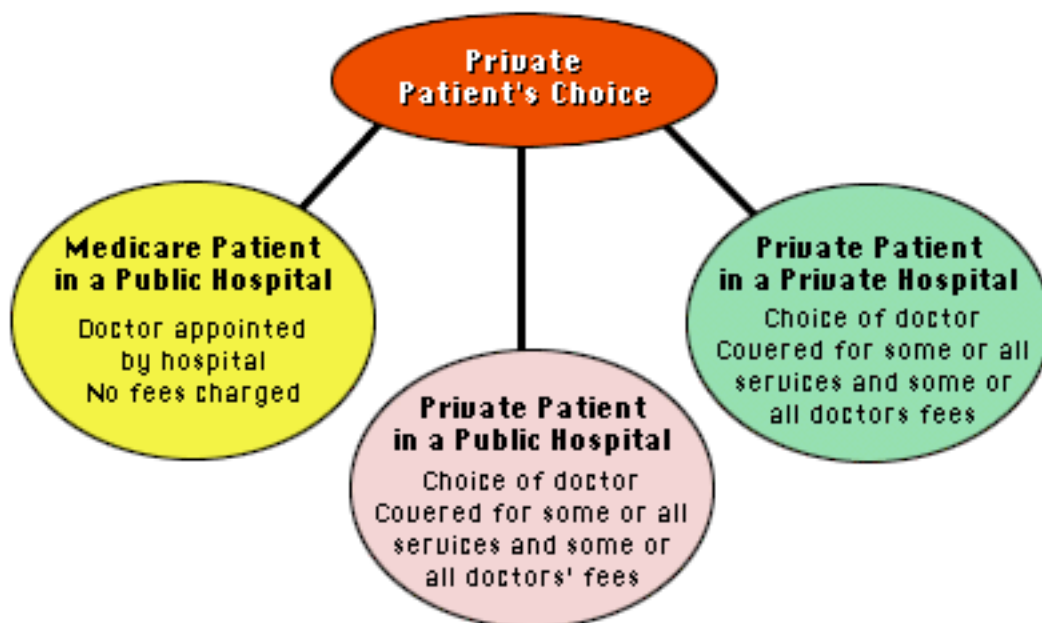 Private
Patient's Choice
Medicare Patient
in a Public Hospital
Doctor appointed
by hospital
No fees charged
Private Patient
in a Public Hospital
Choice of doctor
Covered for some or all
services and some or
all doctors' fees
Private Patient
in a Private Hospital
Choice of doctor
Covered for some or all
services and some or
all doctors fees